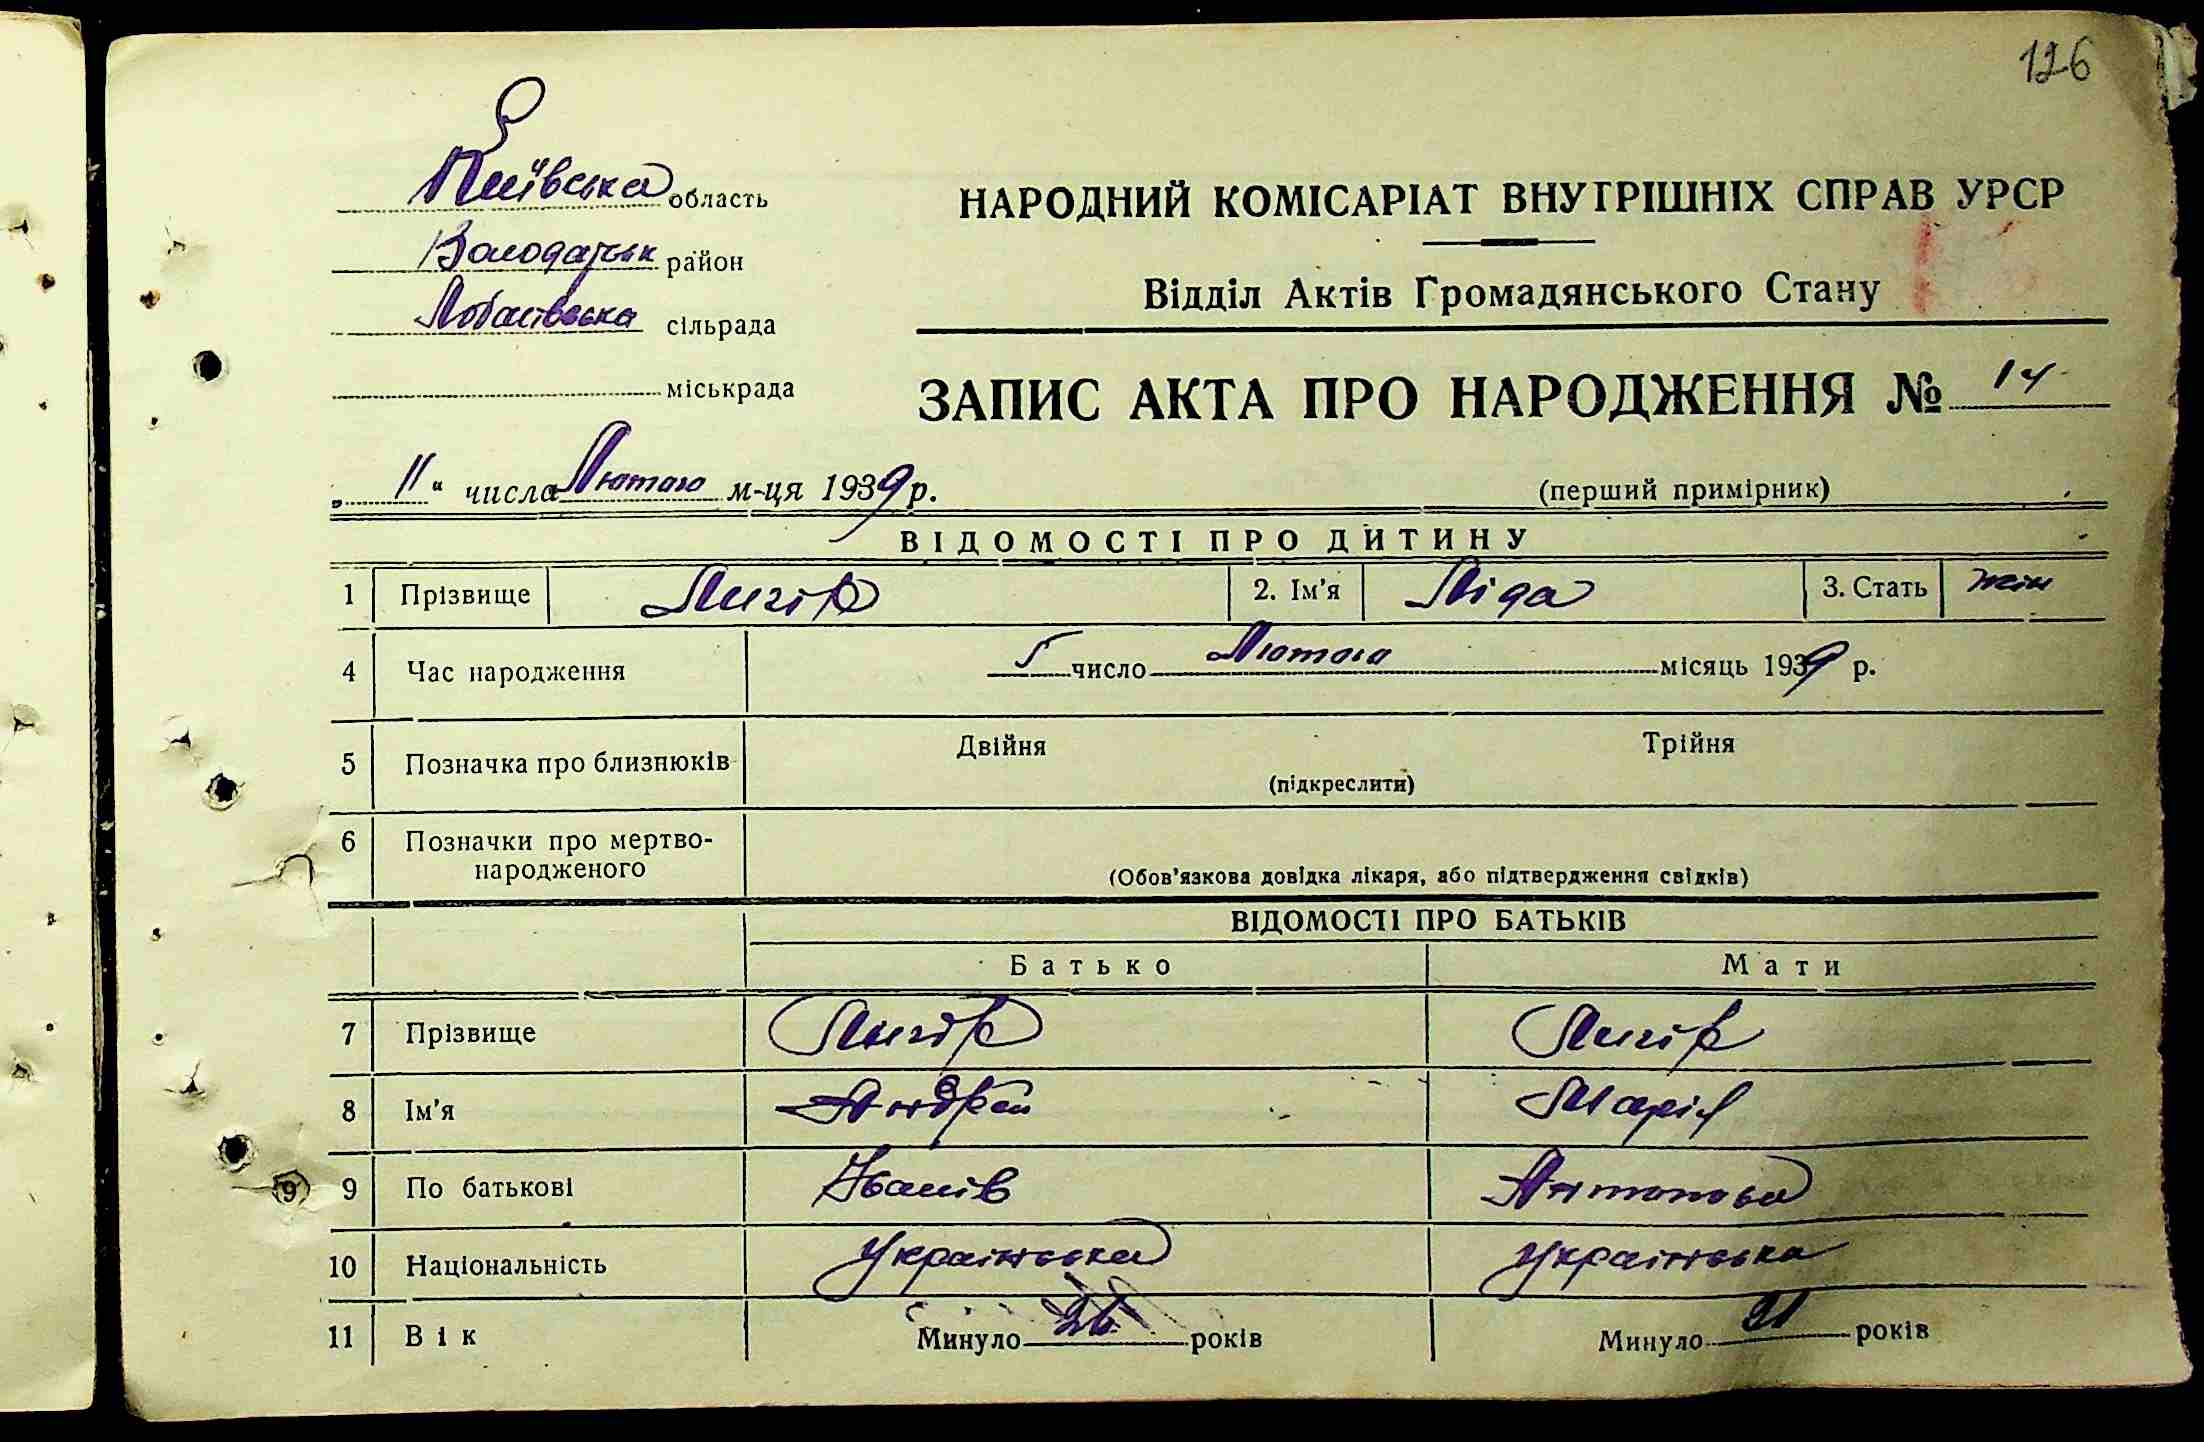 126
Київська область
Володарськ район
сільрада
міськрада
НАРОДНИЙ КОМІСАРІАТ ВНУТРІШНІХ СПРАВ УРСР
Відділ Актів Громадянського Стану
ЗАПИС АКТА ПРО НАРОДЖЕННЯ № 14
„11“ числа Лютого м-ця 1939 р.
(перший примірник)
ВІДОМОСТІ ПРО ДИТИНУ
1 Прізвище Лигір 2. Ім'я Ліда 3. Стать жін
4 Час народження 5 число Лютого місяць 1939 р.
5 Позначка про близнюків Двійня Трійня
(підкреслити)
6 Позначки про мертво-
народженого
(Обов'язкова довідка лікаря, або підтвердження свідків)
ВІДОМОСТІ ПРО БАТЬКІВ
Батько Мати
7 Прізвище Лигір Лигір
8 Ім'я Андрей Марія
9 9 По батькові Іванів Антонова
10 Національність Українська Українська
11 Вік Минуло 26 років Минуло 21 років